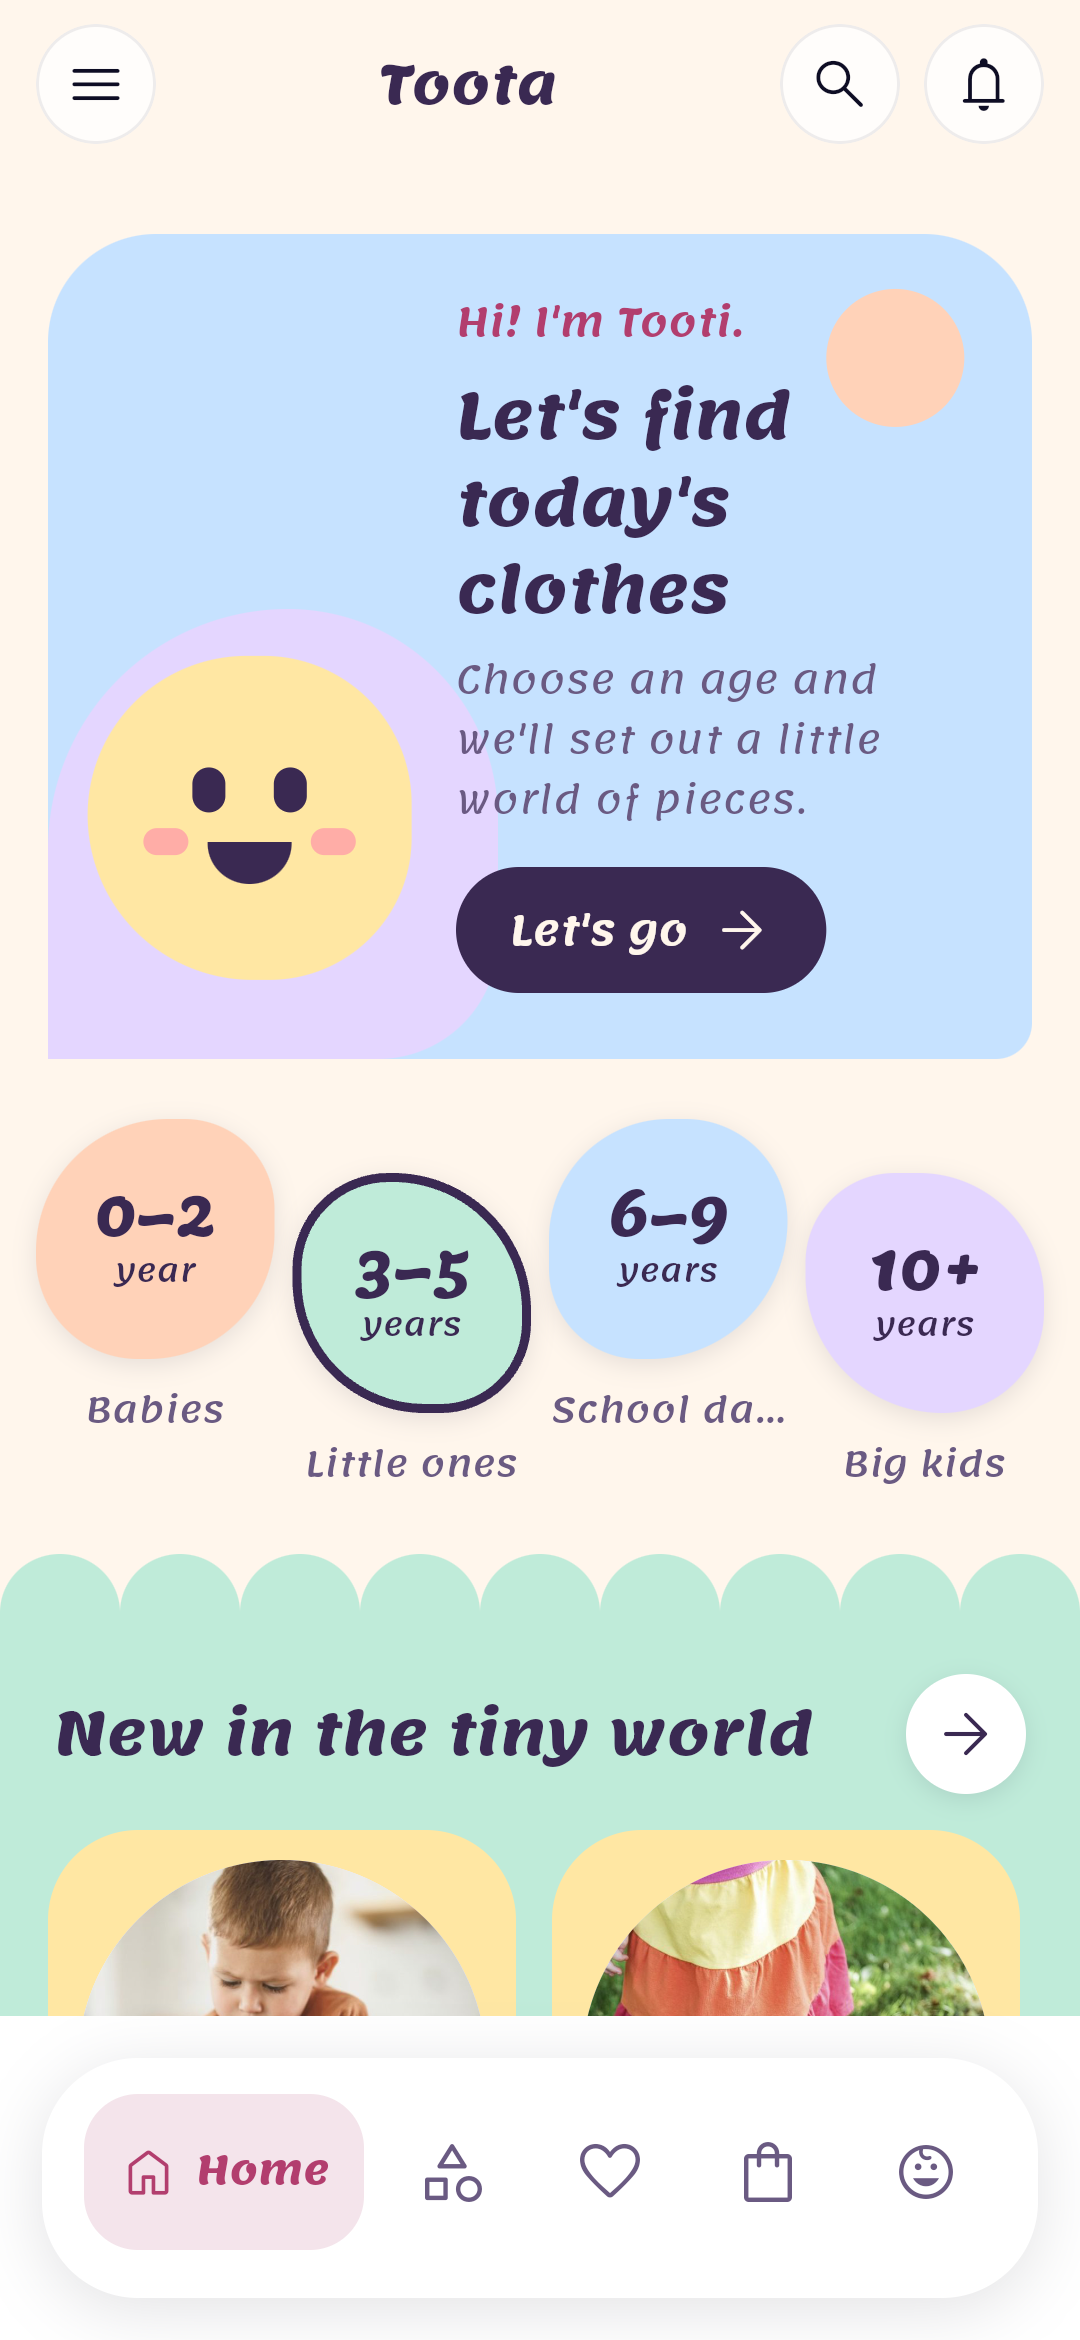 Toota
Hi! I'm Tooti.
Let's find
today's
clothes
Choose an age and
we'll set out a little
world of pieces.
Let's go
0–2
year
Babies
3–5
years
Little ones
6–9
years
School da...
10+
years
Big kids
New in the tiny world
Home